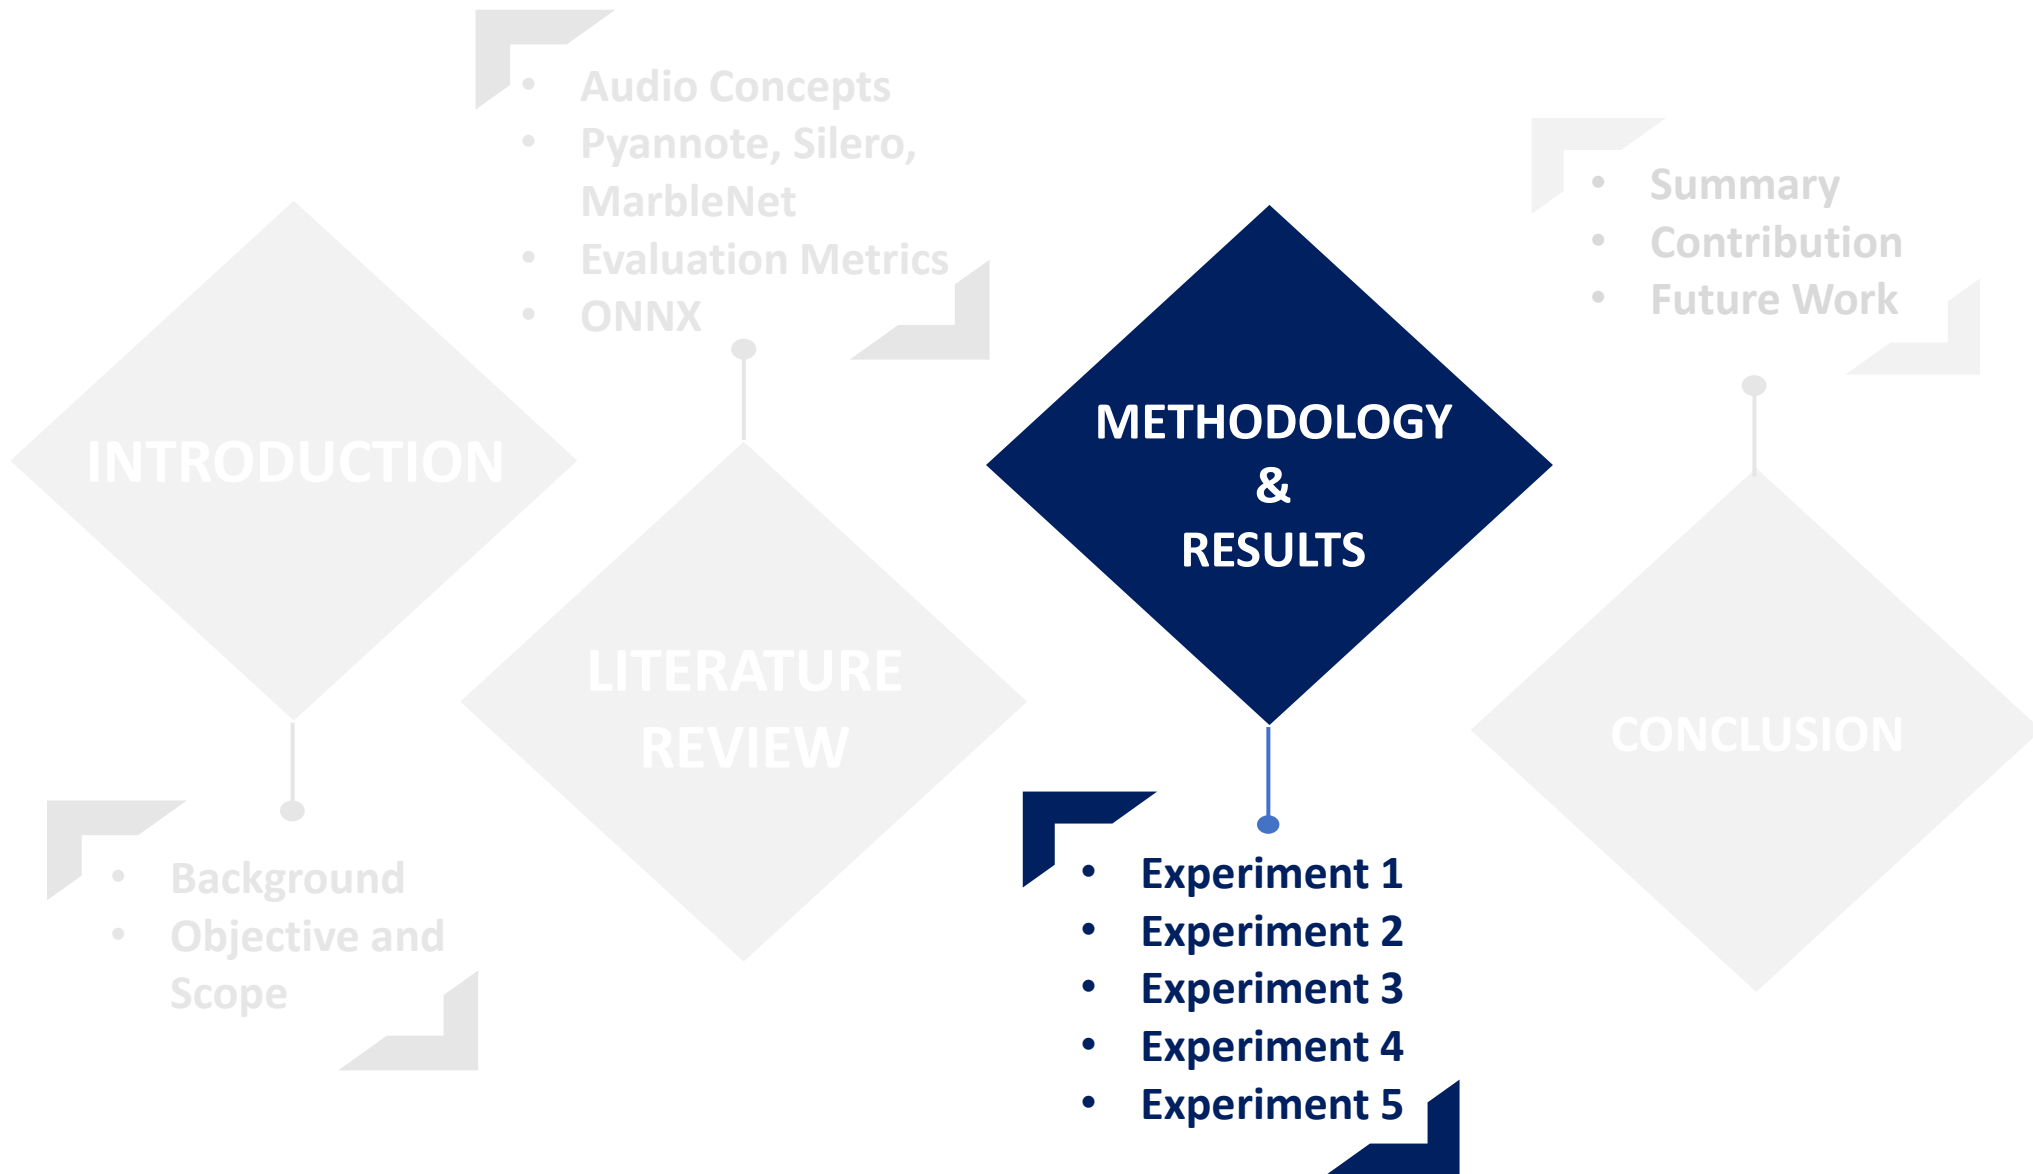 INTRODUCTION
• Background
• Objective and
Scope
• Audio Concepts
• Pyannote, Silero,
MarbleNet
• Evaluation Metrics
• ONNX
LITERATURE
REVIEW
METHODOLOGY
&
RESULTS
• Experiment 1
• Experiment 2
• Experiment 3
• Experiment 4
• Experiment 5
• Summary
• Contribution
• Future Work
CONCLUSION